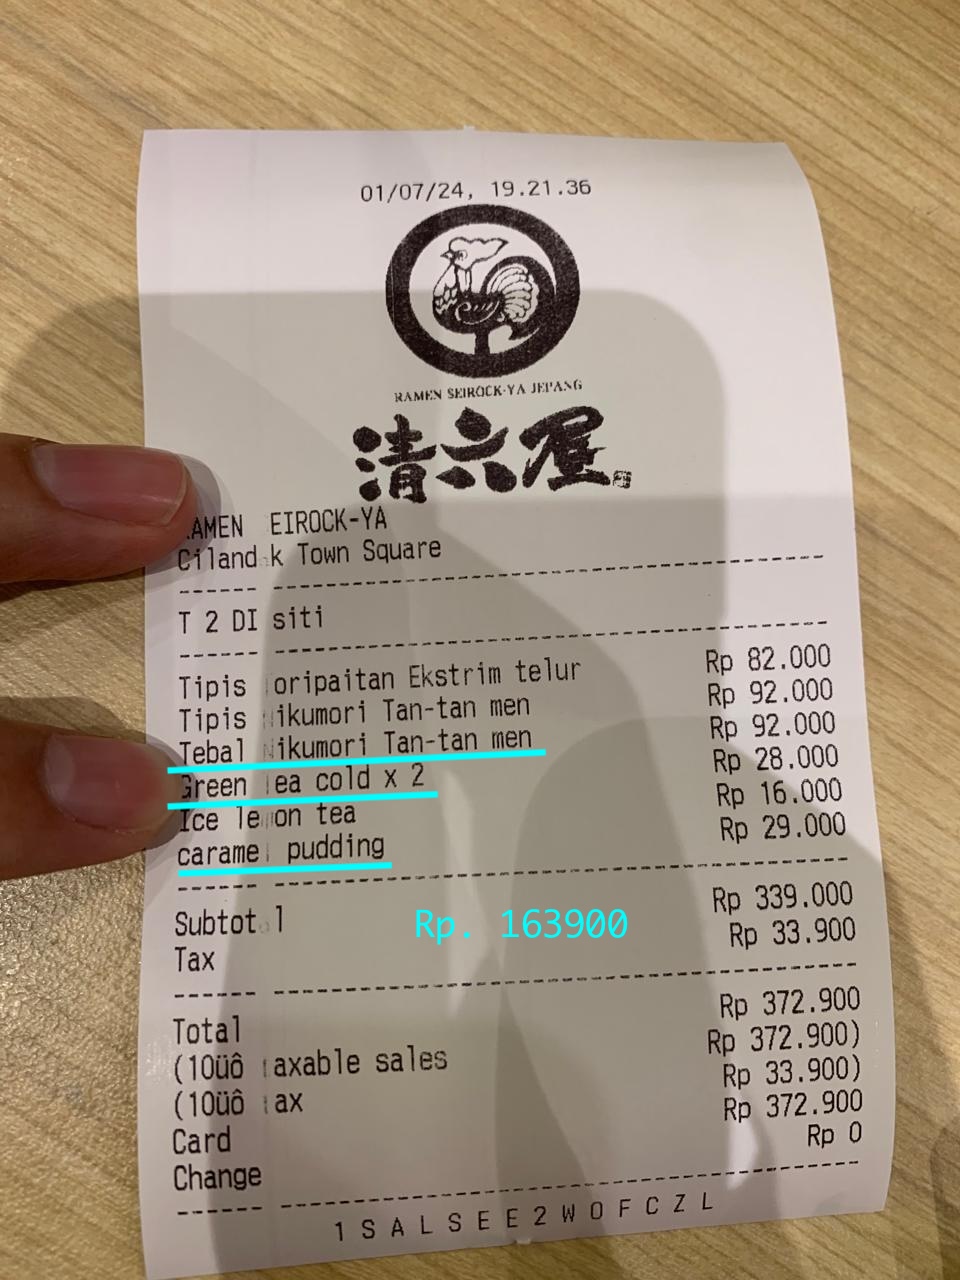 01/07/24, 19.21.36
RAMEN SEIROCK-YA JEPANG
清六屋
RAMEN EIROCK-YA
Ciland k Town Square
T 2 DI siti
Tipis oripaitan Ekstrim telur Rp 82.000
Tipis Nikumori Tan-tan men Rp 92.000
Tebal Nikumori Tan-tan men Rp 92.000
Green ea cold x 2 Rp 28.000
Ice lemon tea Rp 16.000
caramel pudding Rp 29.000
Subtotal Rp 339.000
Rp. 163900
Tax Rp 33.900
Total Rp 372.900
(10üô taxable sales Rp 372.900)
(10üô tax Rp 33.900)
Card Rp 372.900
Change Rp 0
1SALSEE2WOFCZL